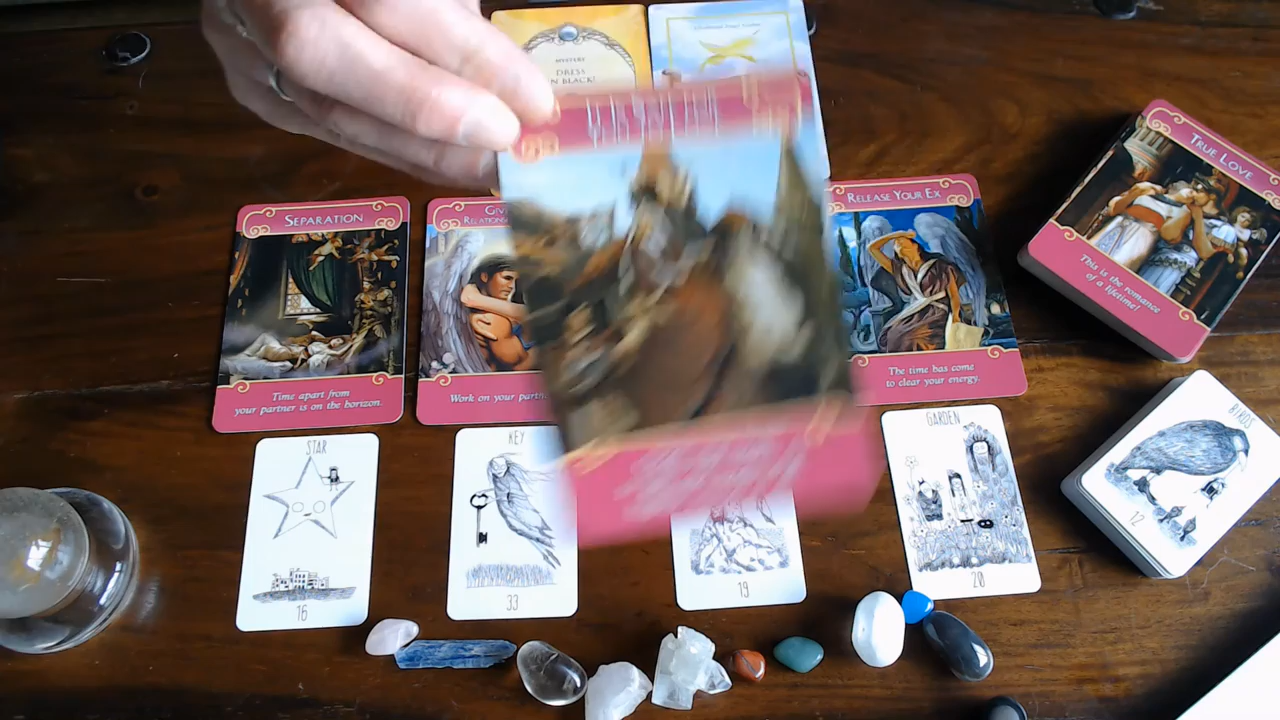 MYSTERY
DRESS
N BLACK!
SEPARATION
Time apart from
your partner is on the horizon.
Work on your partn
RELEASE YOUR EX
The time has come
to clear your energy.
TRUE LOVE
This is the romance
of a lifetime!
STAR
16
KEY
33
19
GARDEN
20
BIRDS
12